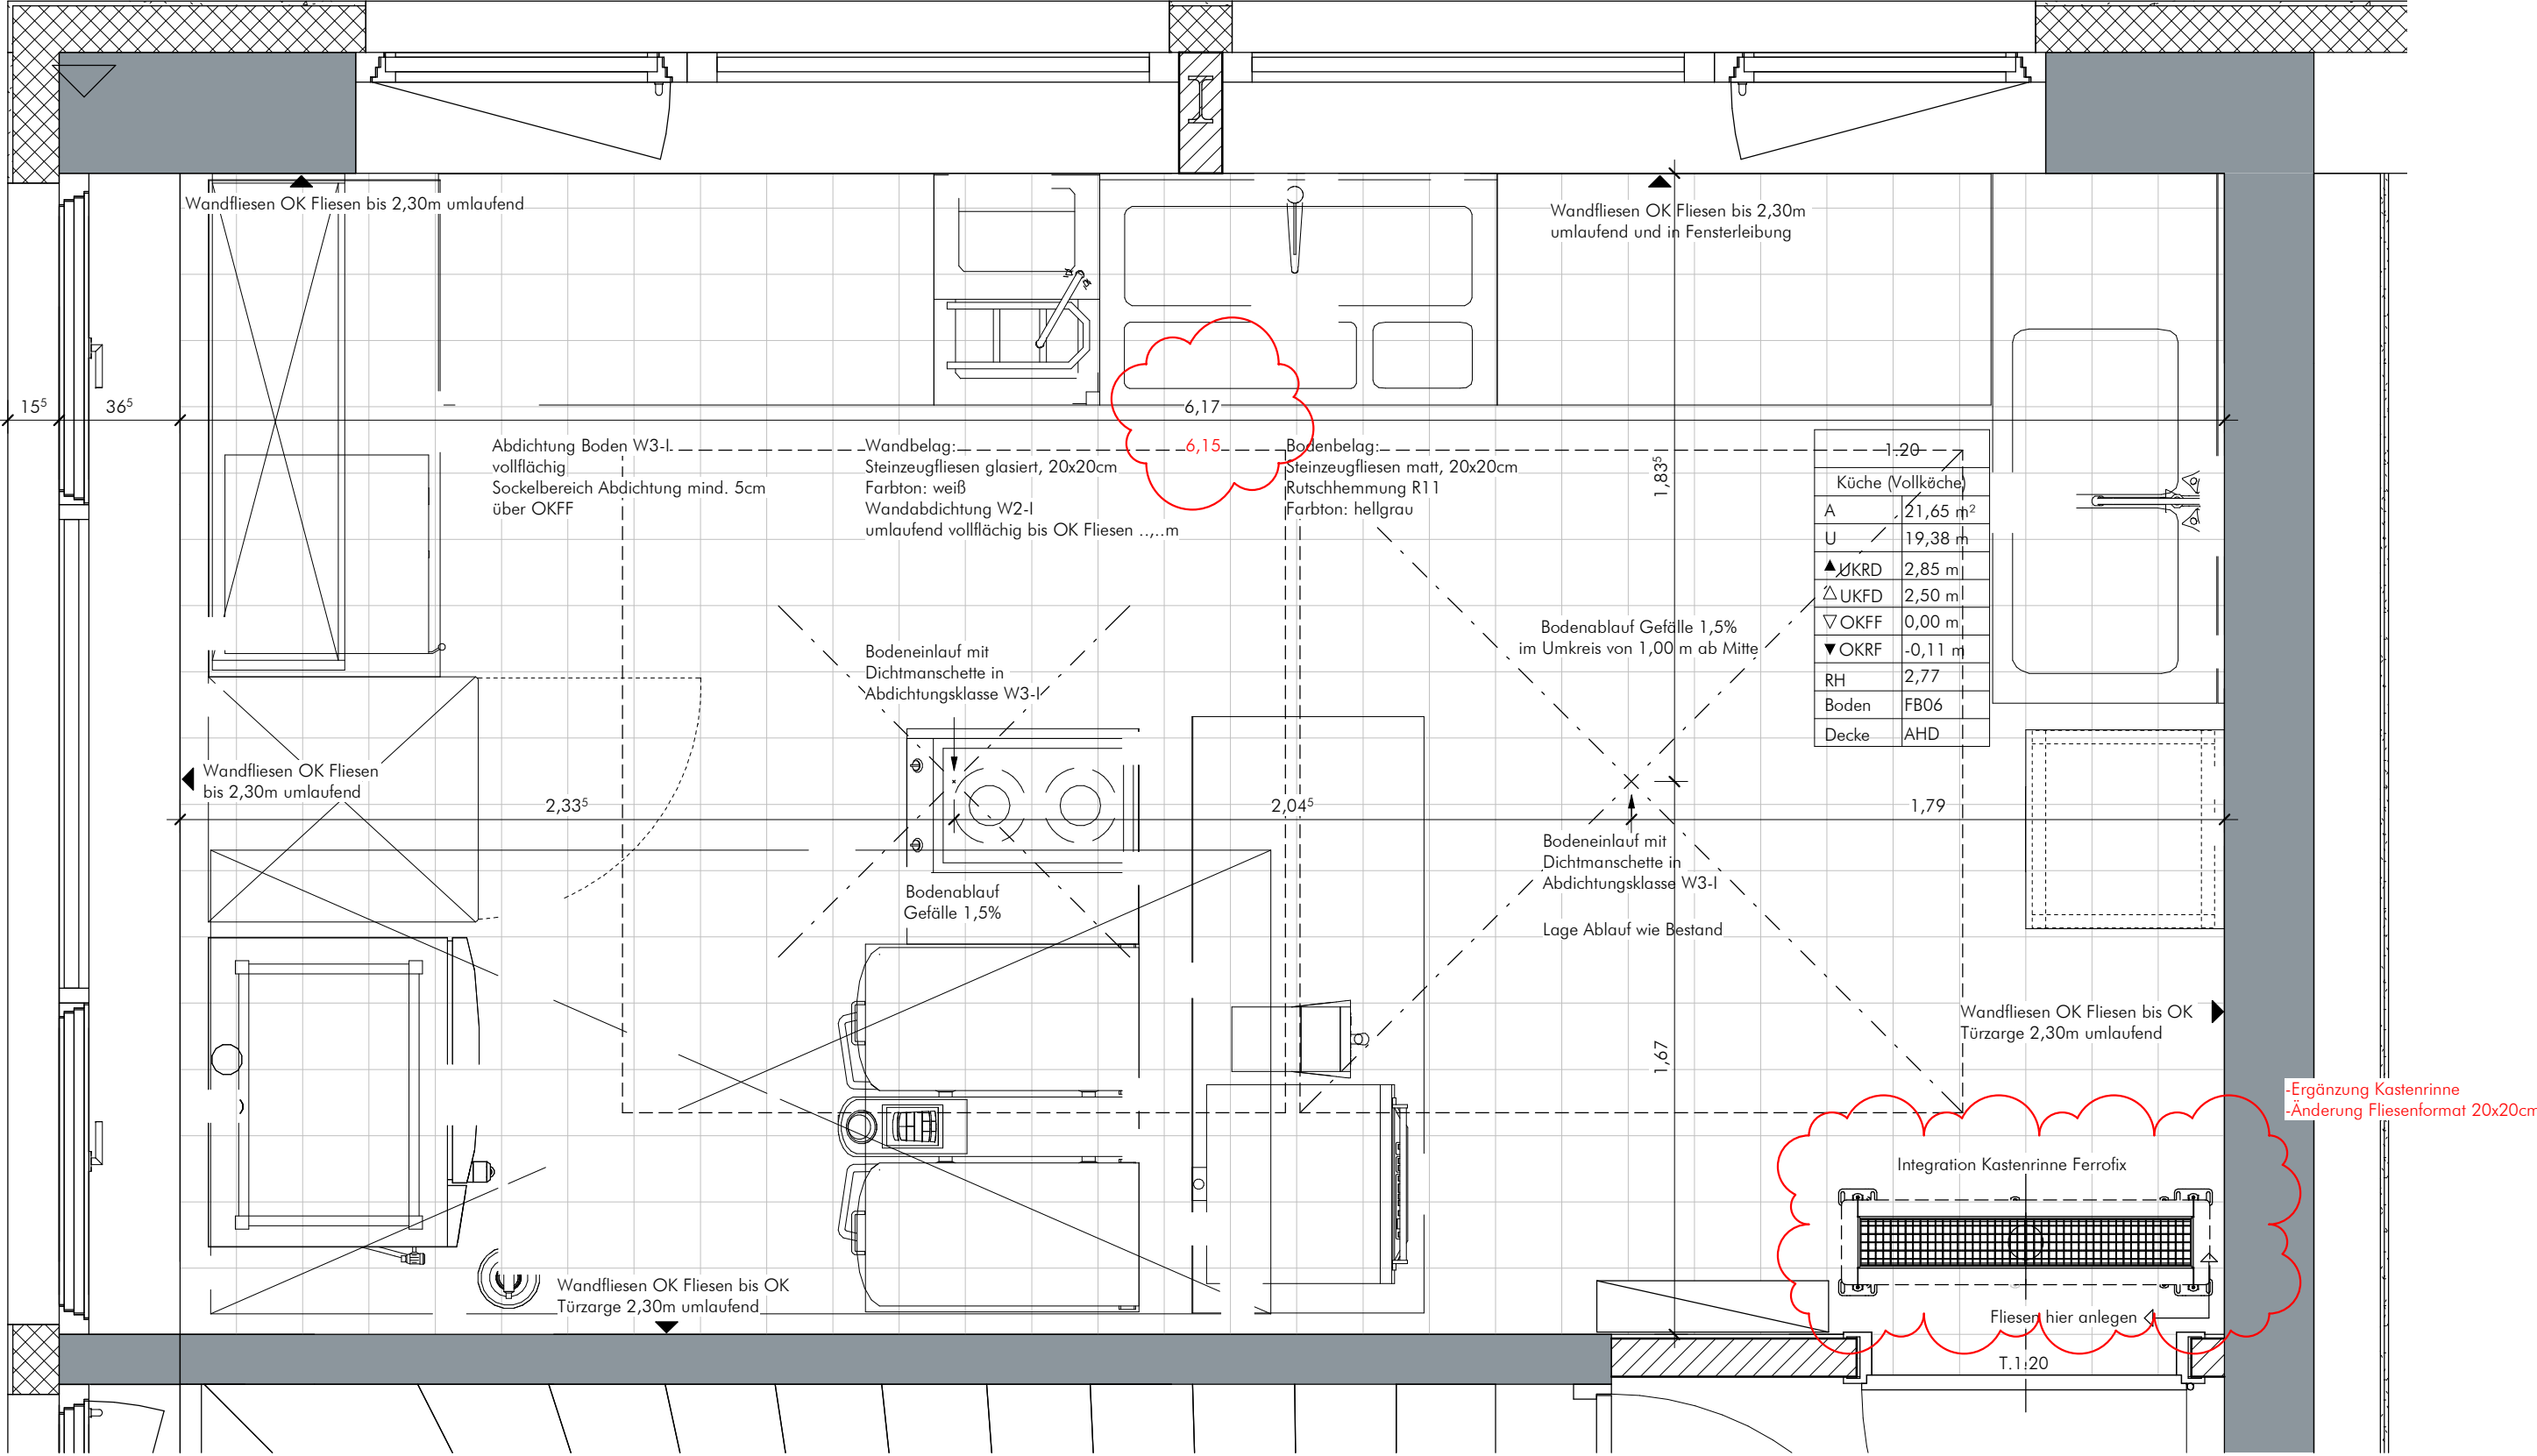 Wandfliesen OK Fliesen bis 2,30m umlaufend
Wandfliesen OK Fliesen bis 2,30m
umlaufend und in Fensterleibung
15⁵
36⁵
6,17
6,15
1,83⁵
Abdichtung Boden W3-I
vollflächig
Sockelbereich Abdichtung mind. 5cm
über OKFF
Wandbelag:
Steinzeugfliesen glasiert, 20x20cm
Farbton: weiß
Wandabdichtung W2-I
umlaufend vollflächig bis OK Fliesen ..,..m
Bodenbelag:
Steinzeugfliesen matt, 20x20cm
Rutschhemmung R11
Farbton: hellgrau
1.20
Küche (Vollküche)
A 21,65 m²
U 19,38 m
▲UKRD 2,85 m
△UKFD 2,50 m
▽OKFF 0,00 m
▼OKRF -0,11 m
RH 2,77
Boden FB06
Decke AHD
Bodenablauf Gefälle 1,5%
im Umkreis von 1,00 m ab Mitte
Bodeneinlauf mit
Dichtmanschette in
Abdichtungsklasse W3-I
Wandfliesen OK Fliesen
bis 2,30m umlaufend
2,33⁵
2,04⁵
1,79
Bodeneinlauf mit
Dichtmanschette in
Abdichtungsklasse W3-I
Lage Ablauf wie Bestand
Bodenablauf
Gefälle 1,5%
Wandfliesen OK Fliesen bis OK
Türzarge 2,30m umlaufend
1,67
-Ergänzung Kastenrinne
-Änderung Fliesenformat 20x20cm
Integration Kastenrinne Ferrofix
Wandfliesen OK Fliesen bis OK
Türzarge 2,30m umlaufend
Fliesen hier anlegen
T.1.20